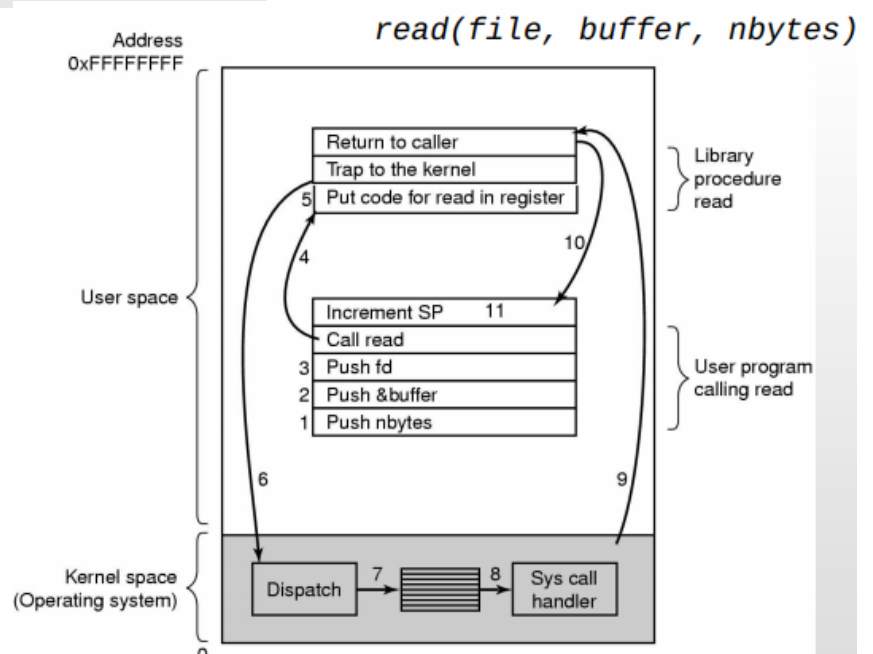 read(file, buffer, nbytes)
Address
0xFFFFFFFF
Return to caller
Trap to the kernel
5 Put code for read in register
Library
procedure
read
4
10
User space
Increment SP 11
Call read
3 Push fd
2 Push &buffer
1 Push nbytes
User program
calling read
6
9
Kernel space
(Operating system)
Dispatch
7
8
Sys call
handler